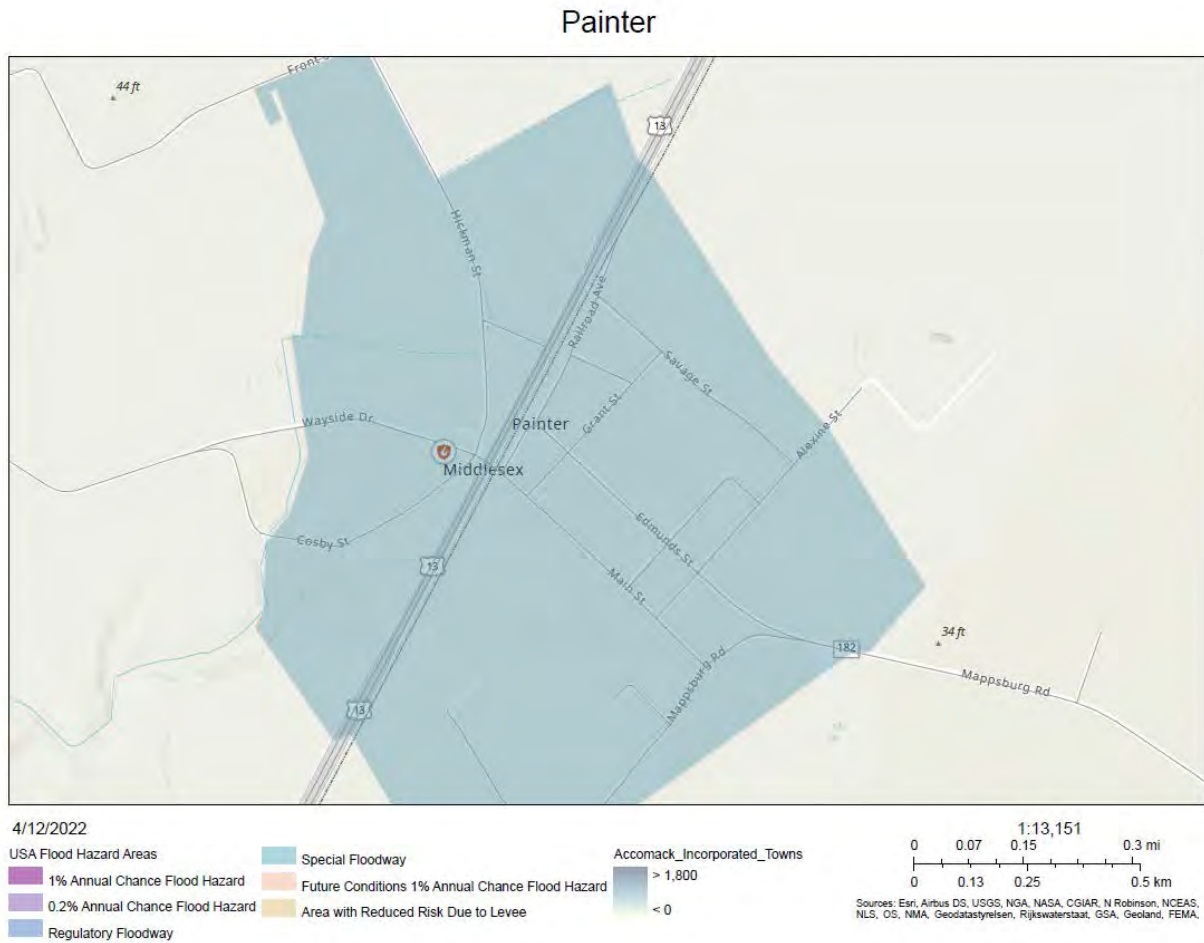 Painter
44 ft
Front
13
Hickman St
Railroad Ave
Savage St
Grant St
Alexine St
Wayside Dr
Painter
Middlesex
Cosby St
Edmunds St
13
Main St
34 ft
182
Mappsburg Rd
Mappsburg Rd
13
4/12/2022
USA Flood Hazard Areas
1% Annual Chance Flood Hazard
0.2% Annual Chance Flood Hazard
Regulatory Floodway
Special Floodway
Future Conditions 1% Annual Chance Flood Hazard
Area with Reduced Risk Due to Levee
Accomack_Incorporated_Towns
> 1,800
< 0
1:13,151
0 0.07 0.15 0.3 mi
0 0.13 0.25 0.5 km
Sources: Esri, Airbus DS, USGS, NGA, NASA, CGIAR, N Robinson, NCEAS,
NLS, OS, NMA, Geodatastyrelsen, Rijkswaterstaat, GSA, Geoland, FEMA,